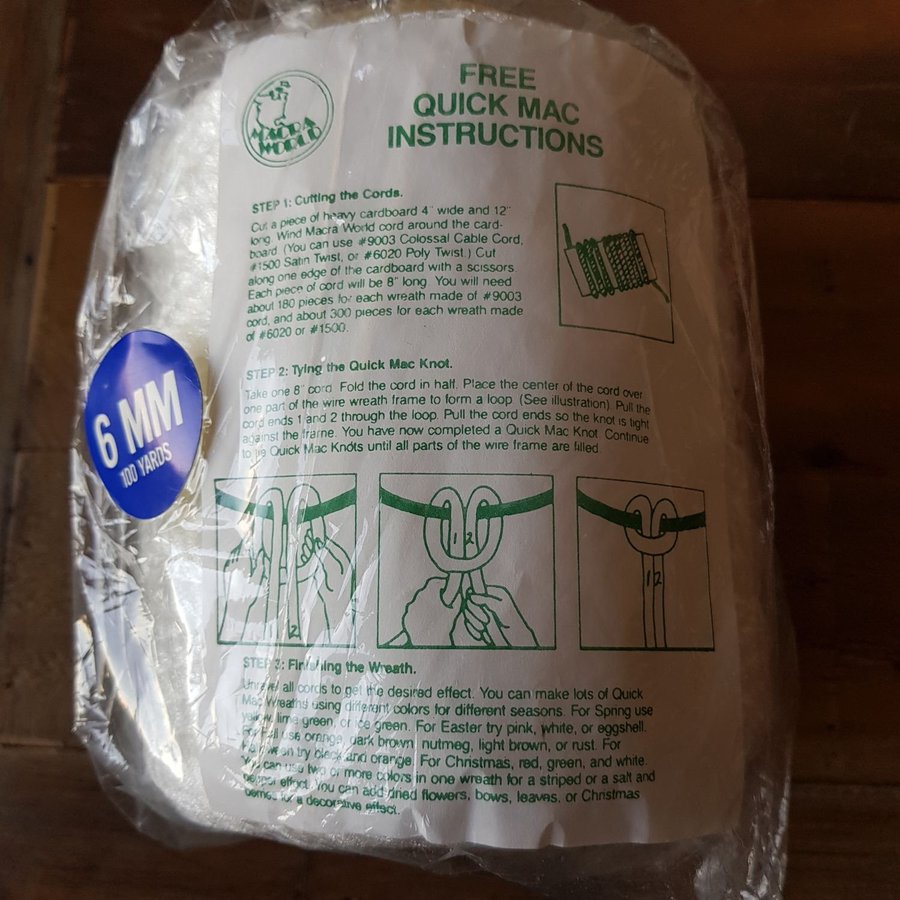 MACRA
WORLD
FREE
QUICK MAC
INSTRUCTIONS
STEP 1: Cutting the Cords.
Cut a piece of heavy cardboard 4" wide and 12"
long. Wind Macra World cord around the card-
board. (You can use #9003 Colossal Cable Cord,
#1500 Satin Twist, or #6020 Poly Twist.) Cut
along one edge of the cardboard with a scissors.
Each piece of cord will be 8" long. You will need
about 180 pieces for each wreath made of #9003
cord, and about 300 pieces for each wreath made
of #6020 or #1500.
6 MM
100 YARDS
STEP 2: Tying the Quick Mac Knot.
Take one 8" cord. Fold the cord in half. Place the center of the cord over
one part of the wire wreath frame to form a loop. (See illustration). Pull the
cord ends 1 and 2 through the loop. Pull the cord ends so the knot is tight
against the frame. You have now completed a Quick Mac Knot. Continue
to tie Quick Mac Knots until all parts of the wire frame are filled.
2
1 2
1 2
STEP 3: Finishing the Wreath.
Unravel all cords to get the desired effect. You can make lots of Quick
Mac Wreaths using different colors for different seasons. For Spring use
yellow, lime green, or ice green. For Easter try pink, white, or eggshell.
For Fall use orange, dark brown, nutmeg, light brown, or rust. For
Halloween try black and orange. For Christmas, red, green, and white.
You can use two or more colors in one wreath for a striped or a salt and
pepper effect. You can add dried flowers, bows, leaves, or Christmas
berries for a decorative effect.